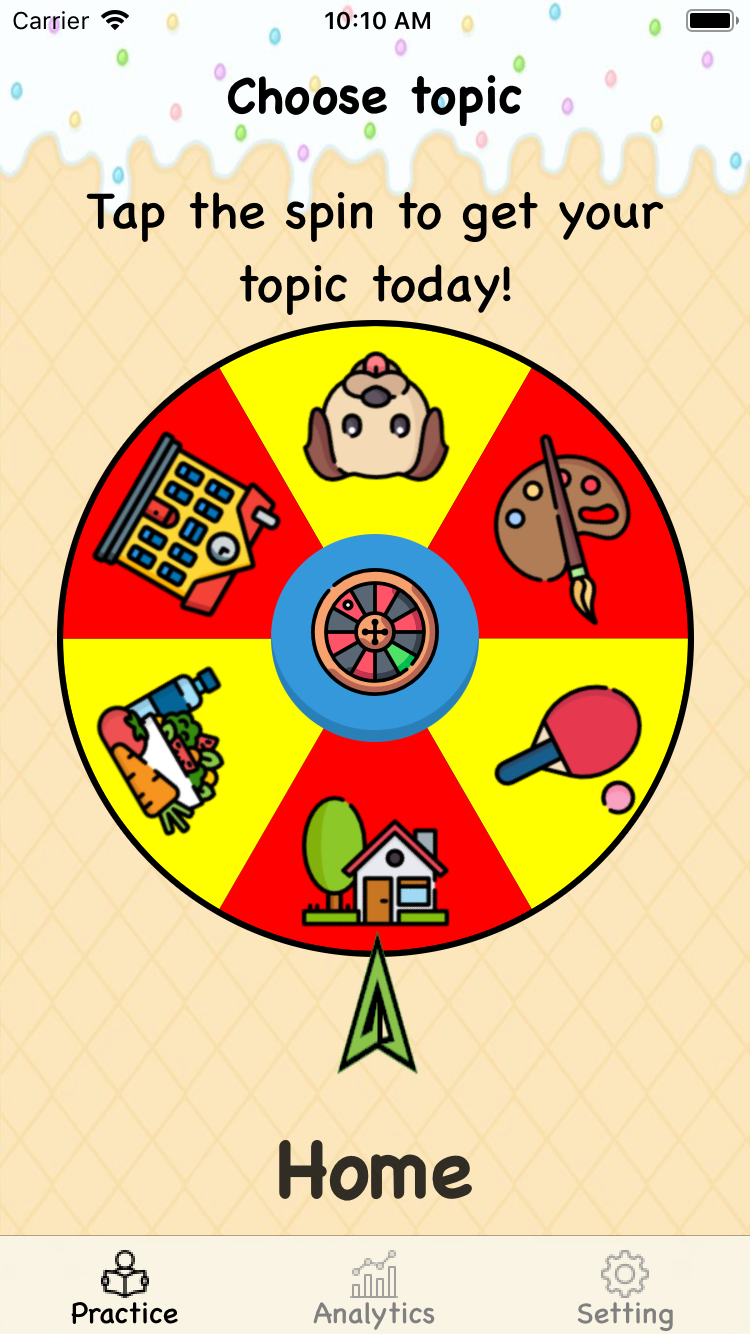 Carrier 10:10 AM
Choose topic
Tap the spin to get your
topic today!
Home
Practice Analytics Setting